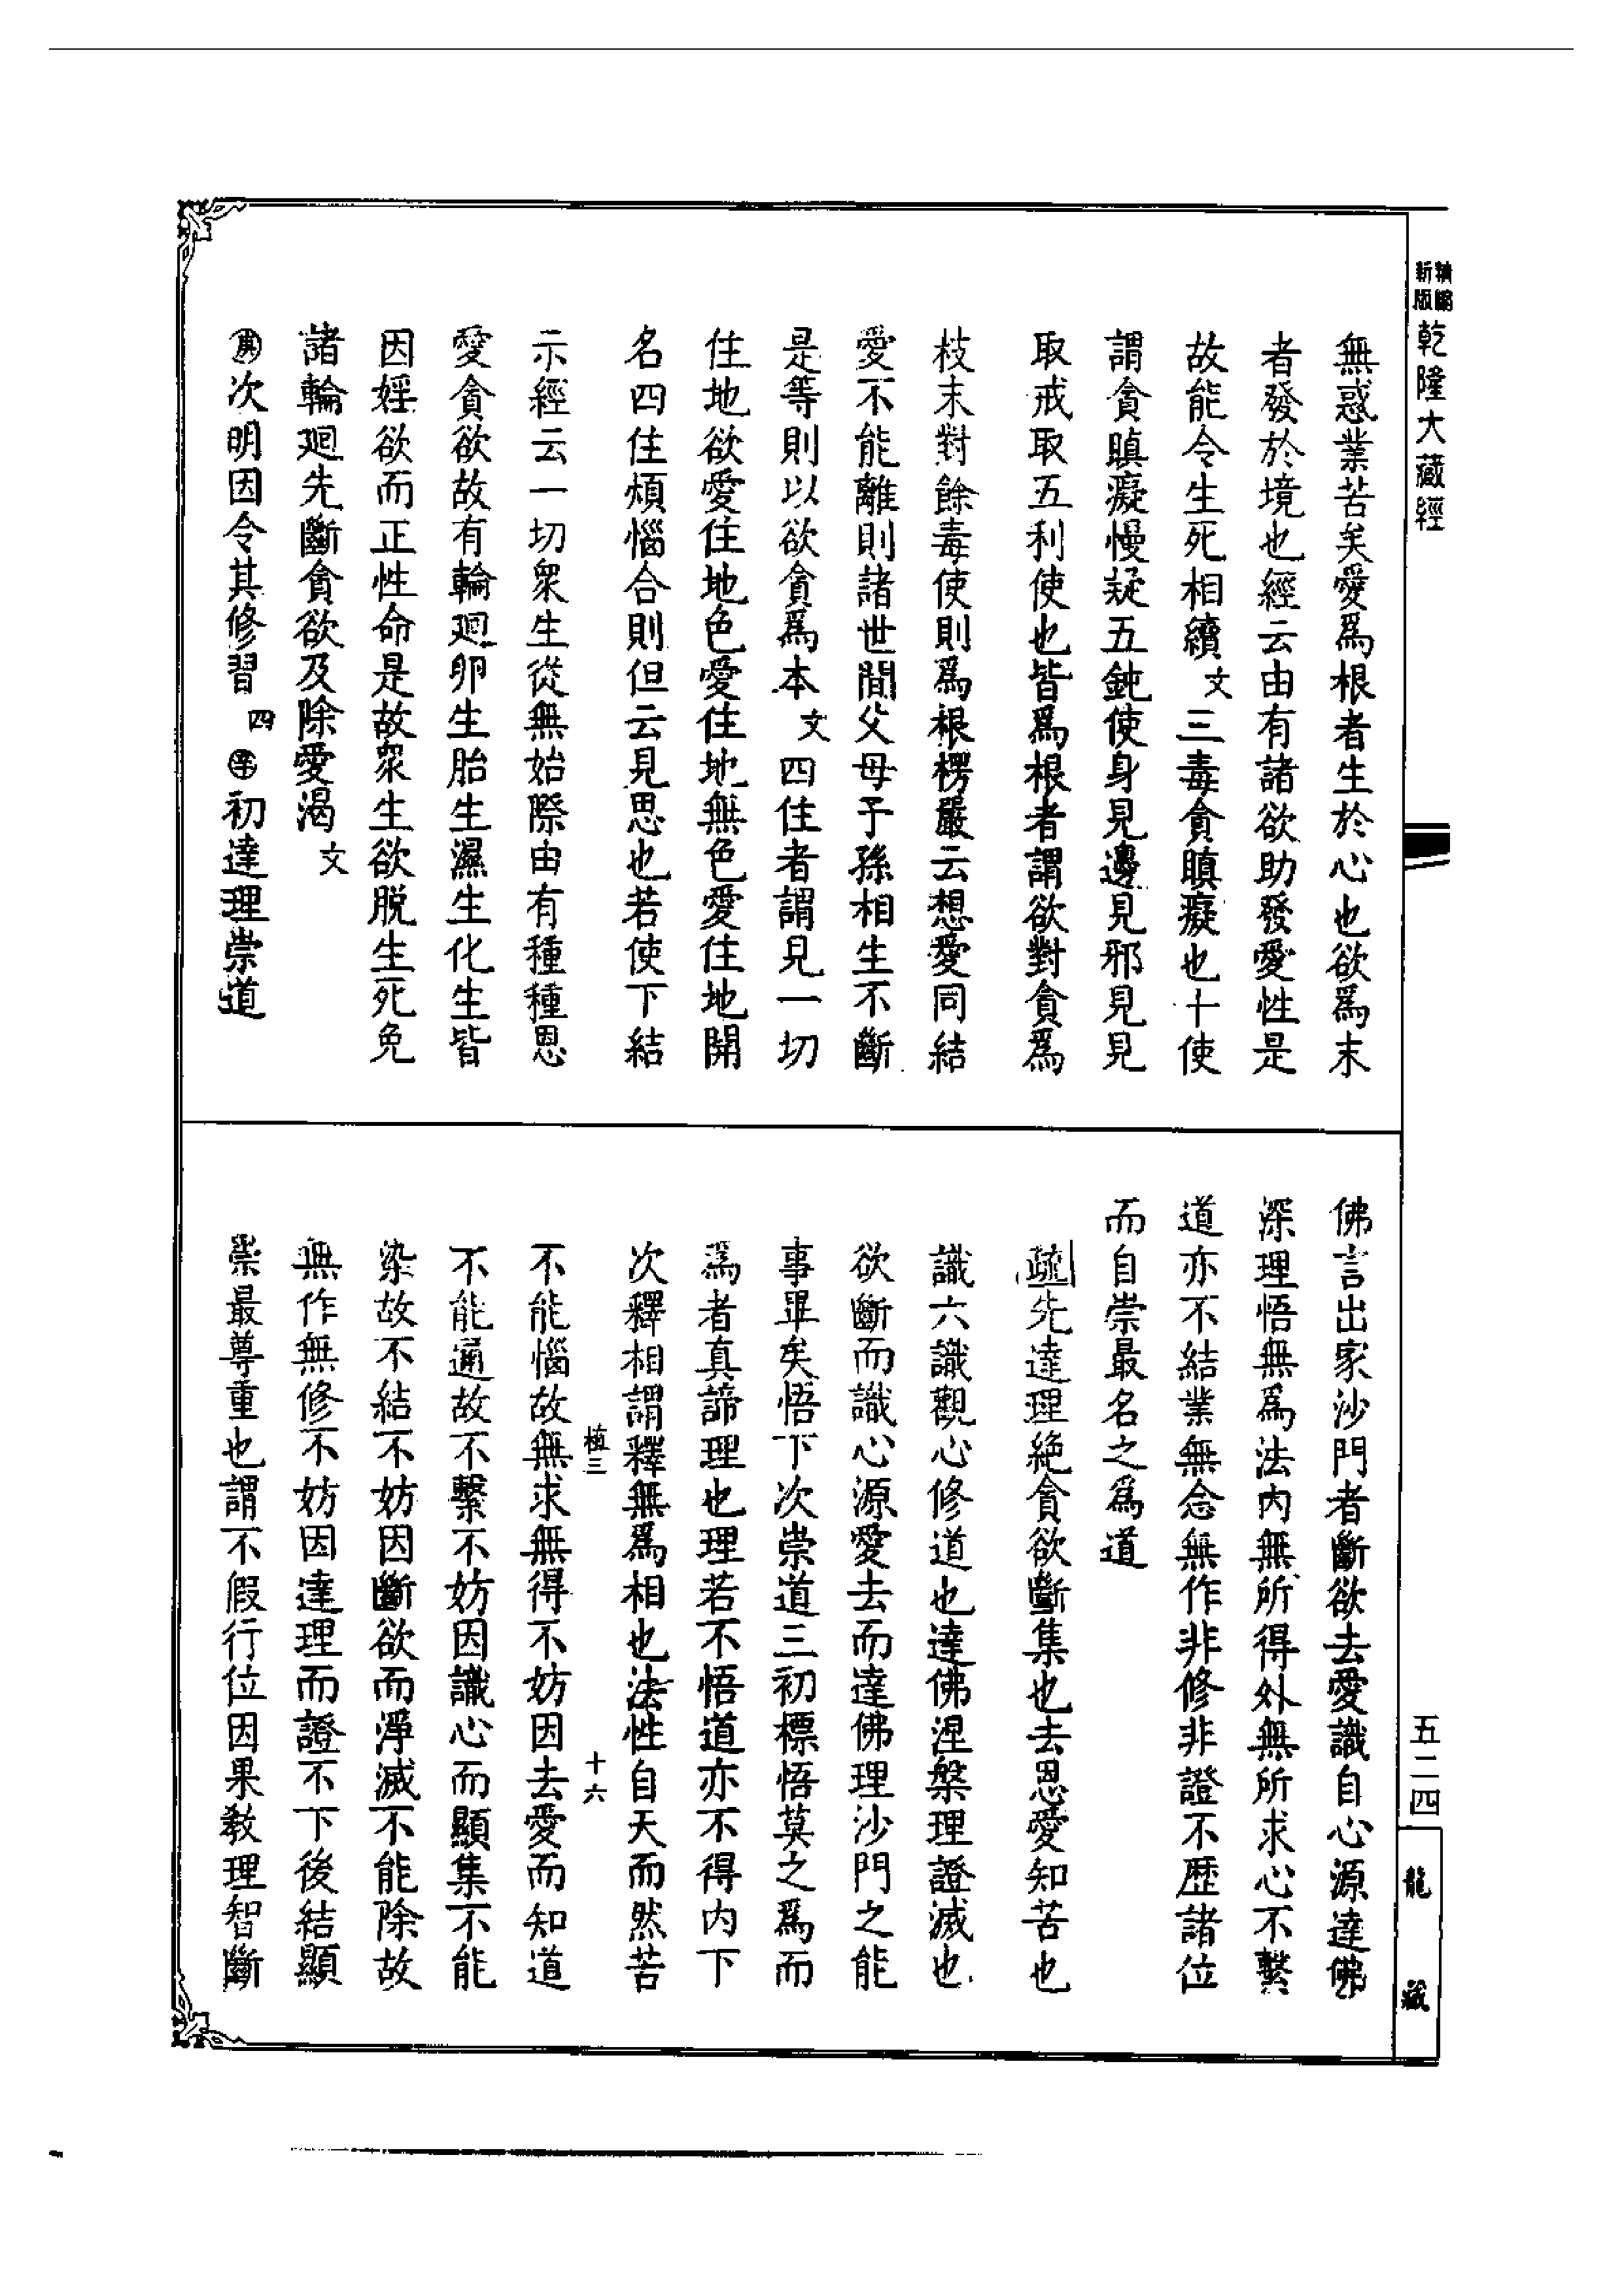 新版精縮乾隆大藏經
無惑業苦矣愛爲根者生於心也欲爲末
者發於境也經云由有諸欲助發愛性是
故能令生死相續文三毒貪瞋癡也十使
謂貪瞋癡慢疑五鈍使身見邊見邪見見
取戒取五利使也皆爲根者謂欲對貪爲
枝末對餘毒使則爲根楞嚴云想愛同結
愛不能離則諸世間父母子孫相生不斷
是等則以欲貪爲本文四住者謂見一切
住地欲愛住地色愛住地無色愛住地開
名四住煩惱合則但云見思也若使下結
示經云一切衆生從無始際由有種種恩
愛貪欲故有輪迴卵生胎生濕生化生皆
因婬欲而正性命是故衆生欲脫生死免
諸輪迴先斷貪欲及除愛渴文
次明因令其修習四初達理崇道
佛言出家沙門者斷欲去愛識自心源達佛
深理悟無爲法內無所得外無所求心不繫
道亦不結業無念無作非修非證不歷諸位
而自崇最名之爲道
疏先達理絕貪欲斷集也去恩愛知苦也
識六識觀心修道也達佛涅槃理證滅也
欲斷而識心源愛去而達佛理沙門之能
事畢矣悟下次崇道三初標悟莫之爲而
爲者真諦理也理若不悟道亦不得內下
次釋相謂釋無爲相也法性自天而然苦
植三 十六
不能惱故無求無得不妨因去愛而知道
不能通故不繫不妨因識心而顯集不能
染故不結不妨因斷欲而淨滅不能除故
無作無修不妨因達理而證不下後結顯
崇最尊重也謂不假行位因果教理智斷
五二四
龍藏